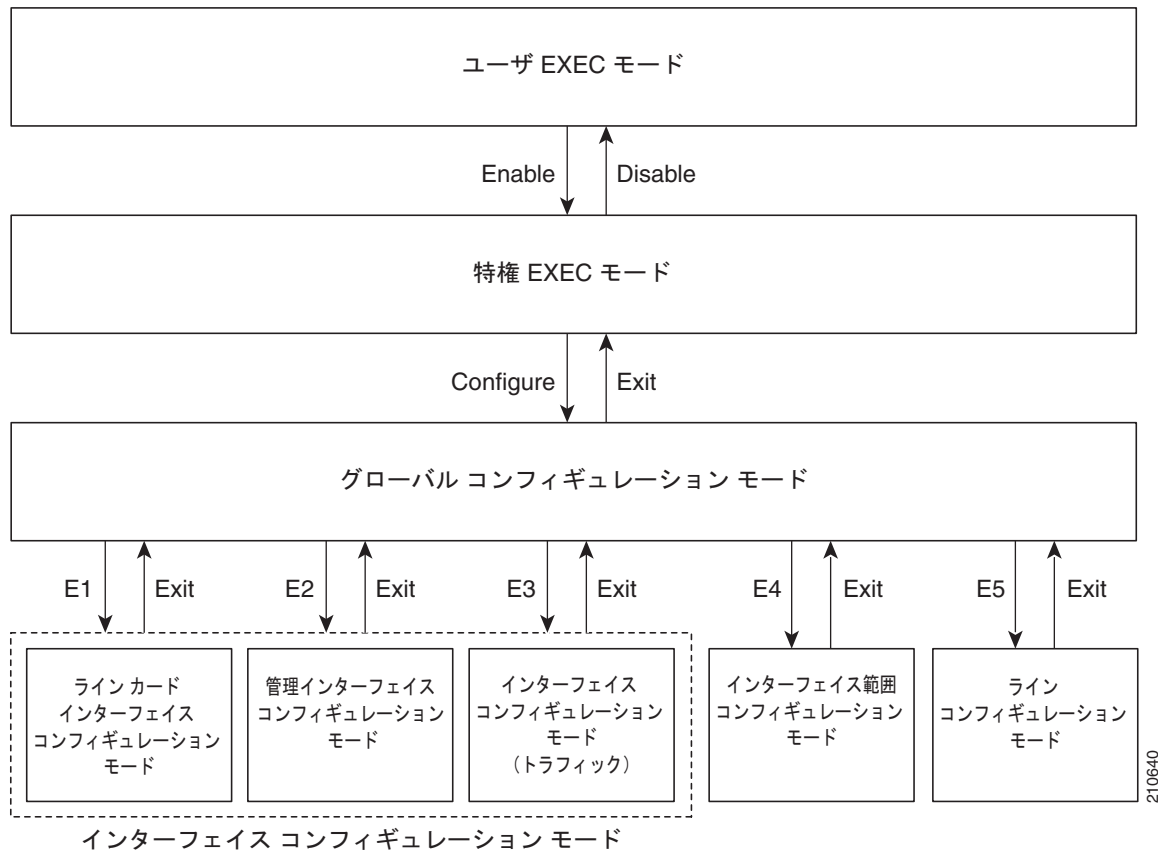 ユーザ EXEC モード
Enable
Disable
特権 EXEC モード
Configure
Exit
グローバル コンフィギュレーション モード
E1
Exit
E2
Exit
E3
Exit
E4
Exit
E5
Exit
ライン カード
インターフェイス
コンフィギュレーション
モード
管理インターフェイス
コンフィギュレーション
モード
インターフェイス
コンフィギュレーション
モード
（トラフィック）
インターフェイス範囲
コンフィギュレーション
モード
ライン
コンフィギュレーション
モード
インターフェイス コンフィギュレーション モード
210640